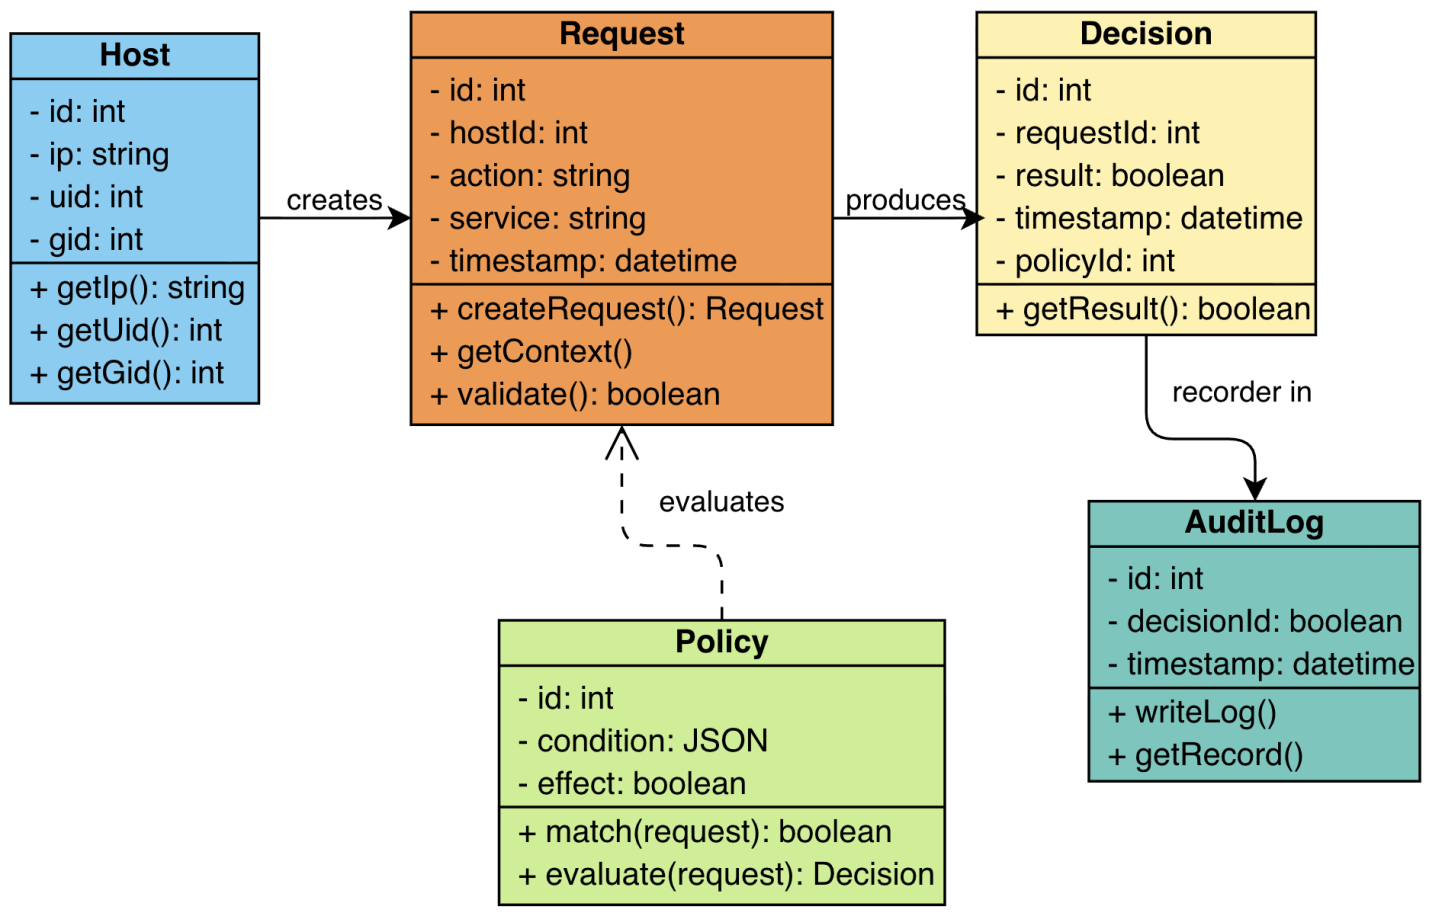 Host
- id: int
- ip: string
- uid: int
- gid: int
+ getIp(): string
+ getUid(): int
+ getGid(): int
creates
Request
- id: int
- hostId: int
- action: string
- service: string
- timestamp: datetime
+ createRequest(): Request
+ getContext()
+ validate(): boolean
produces
Decision
- id: int
- requestId: int
- result: boolean
- timestamp: datetime
- policyId: int
+ getResult(): boolean
recorder in
evaluates
AuditLog
- id: int
- decisionId: boolean
- timestamp: datetime
+ writeLog()
+ getRecord()
Policy
- id: int
- condition: JSON
- effect: boolean
+ match(request): boolean
+ evaluate(request): Decision